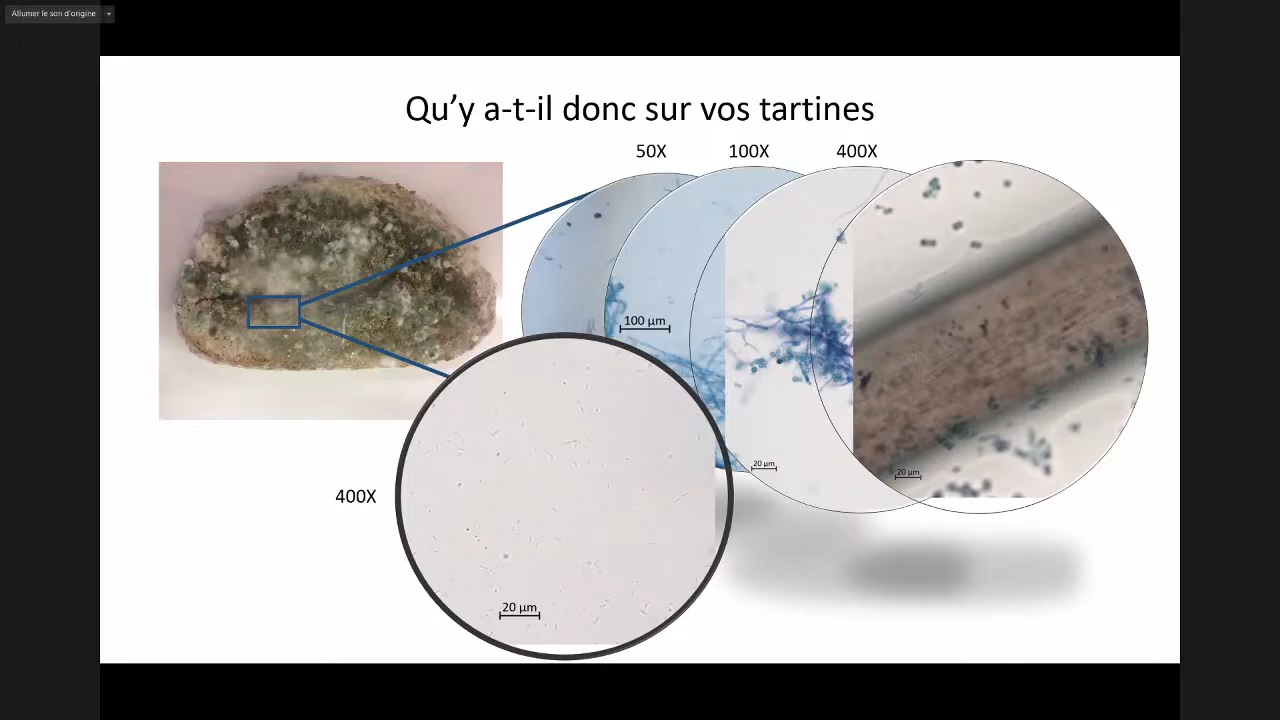 Allumer le son d'origine
Qu'y a-t-il donc sur vos tartines
50X
100X
400X
100 µm
20 µm
20 µm
400X
20 µm